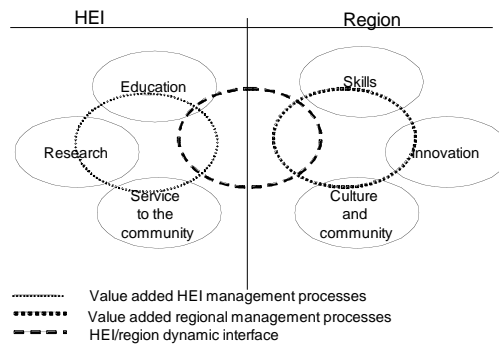 HEI
Region
Education
Skills
Research
Innovation
Service
to the
community
Culture
and
community
Value added HEI management processes
Value added regional management processes
HEI/region dynamic interface